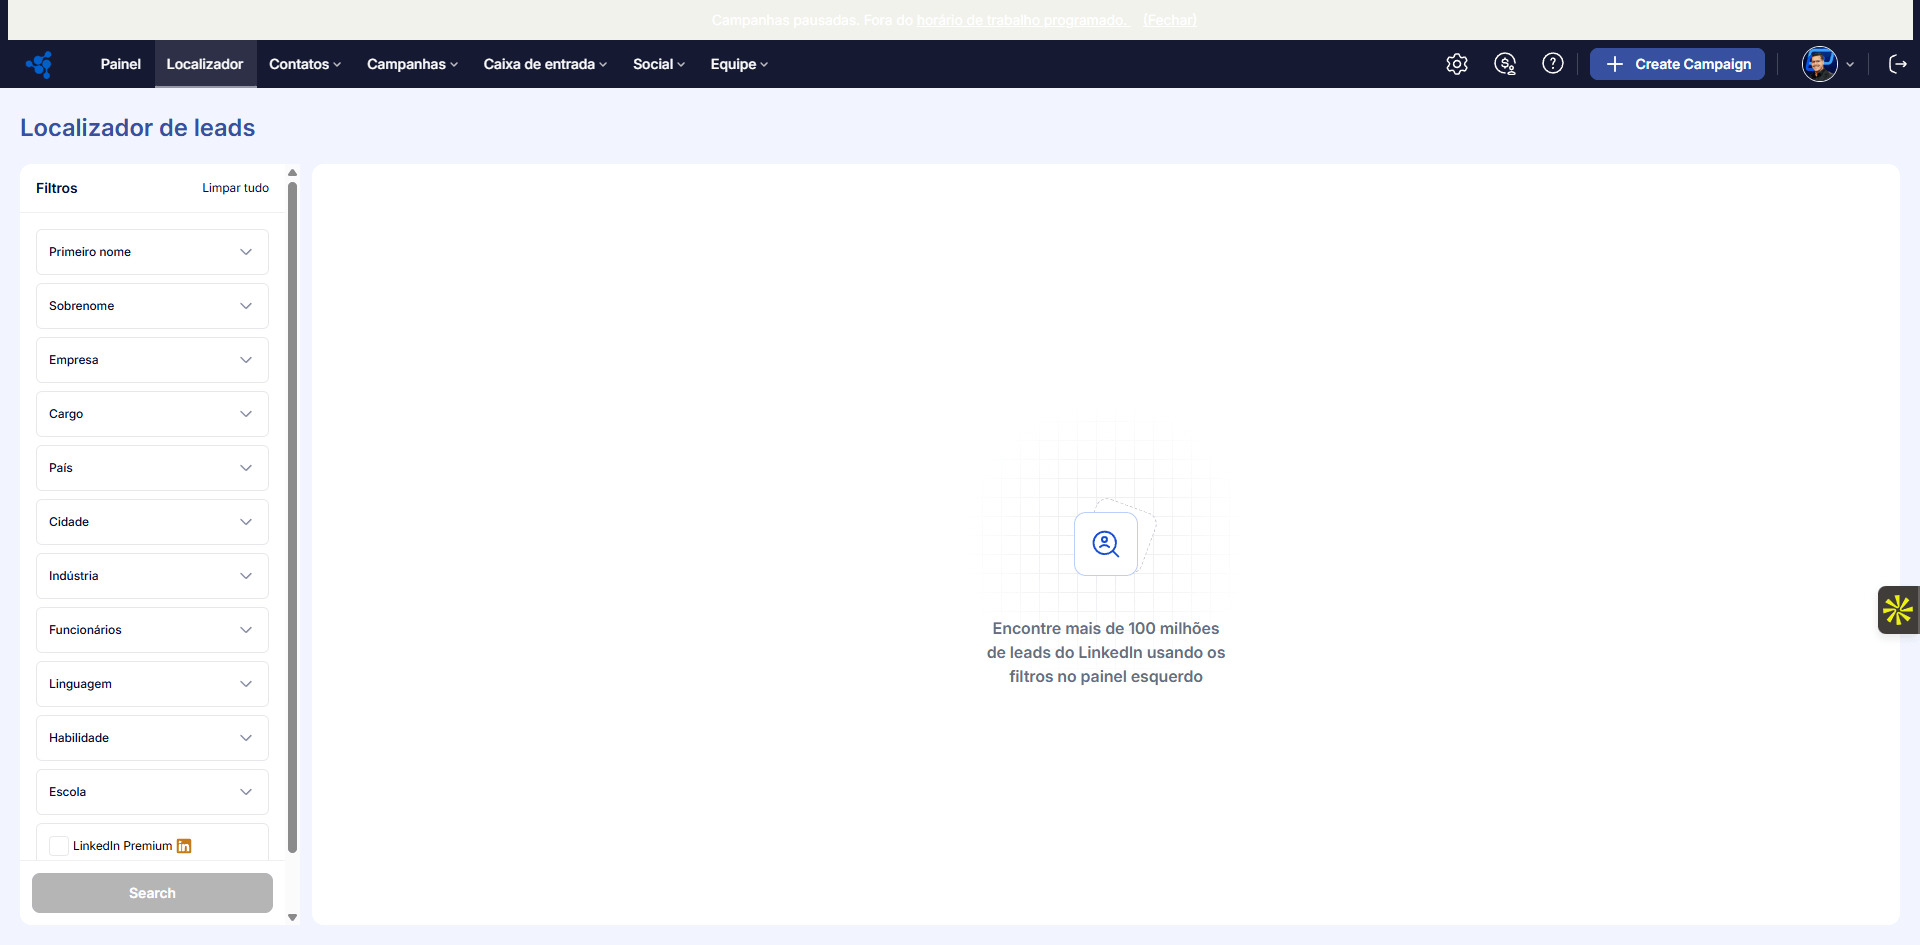 Campanhas pausadas. Fora do horário de trabalho programado. (Fechar)
Painel
Localizador
Contatos
Campanhas
Caixa de entrada
Social
Equipe
Create Campaign
Localizador de leads
Filtros
Limpar tudo
Primeiro nome
Sobrenome
Empresa
Cargo
País
Cidade
Indústria
Funcionários
Linguagem
Habilidade
Escola
LinkedIn Premium
Search
Encontre mais de 100 milhões
de leads do LinkedIn usando os
filtros no painel esquerdo